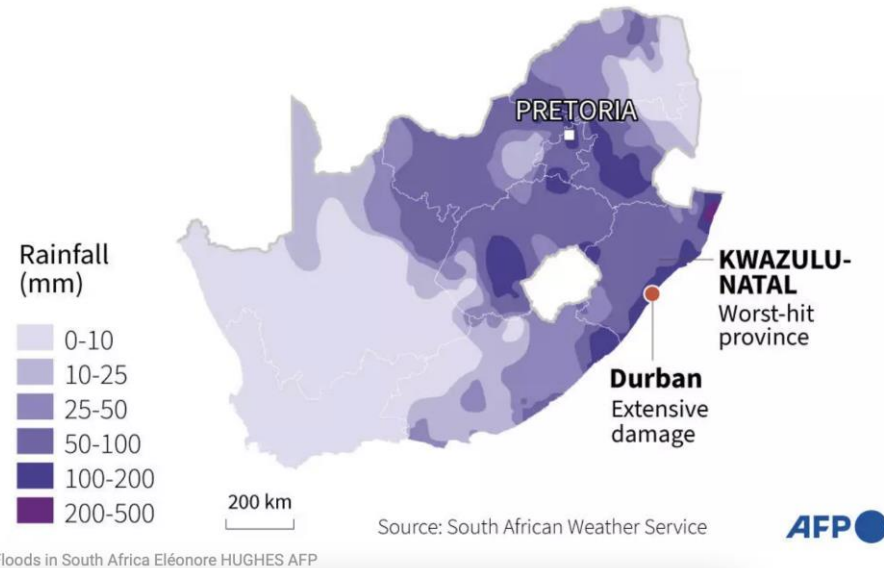 PRETORIA
Rainfall
(mm)
0-10
10-25
25-50
50-100
100-200
200-500
KWAZULU-
NATAL
Worst-hit
province
Durban
Extensive
damage
200 km
Source: South African Weather Service
AFP
Floods in South Africa Eléonore HUGHES AFP